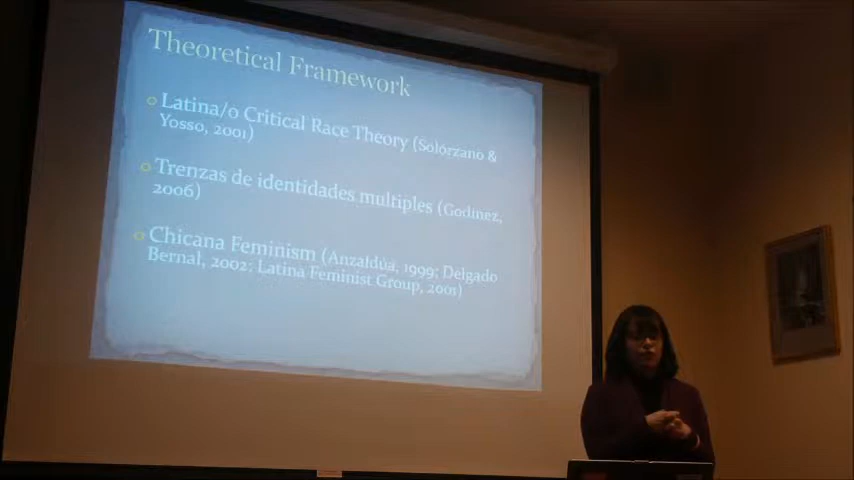 Theoretical Framework
Latina/o Critical Race Theory (Solórzano &
Yosso, 2001)
Trenzas de identidades multiples (Godinez,
2006)
Chicana Feminism (Anzaldúa, 1999; Delgado
Bernal, 2002; Latina Feminist Group, 2001)